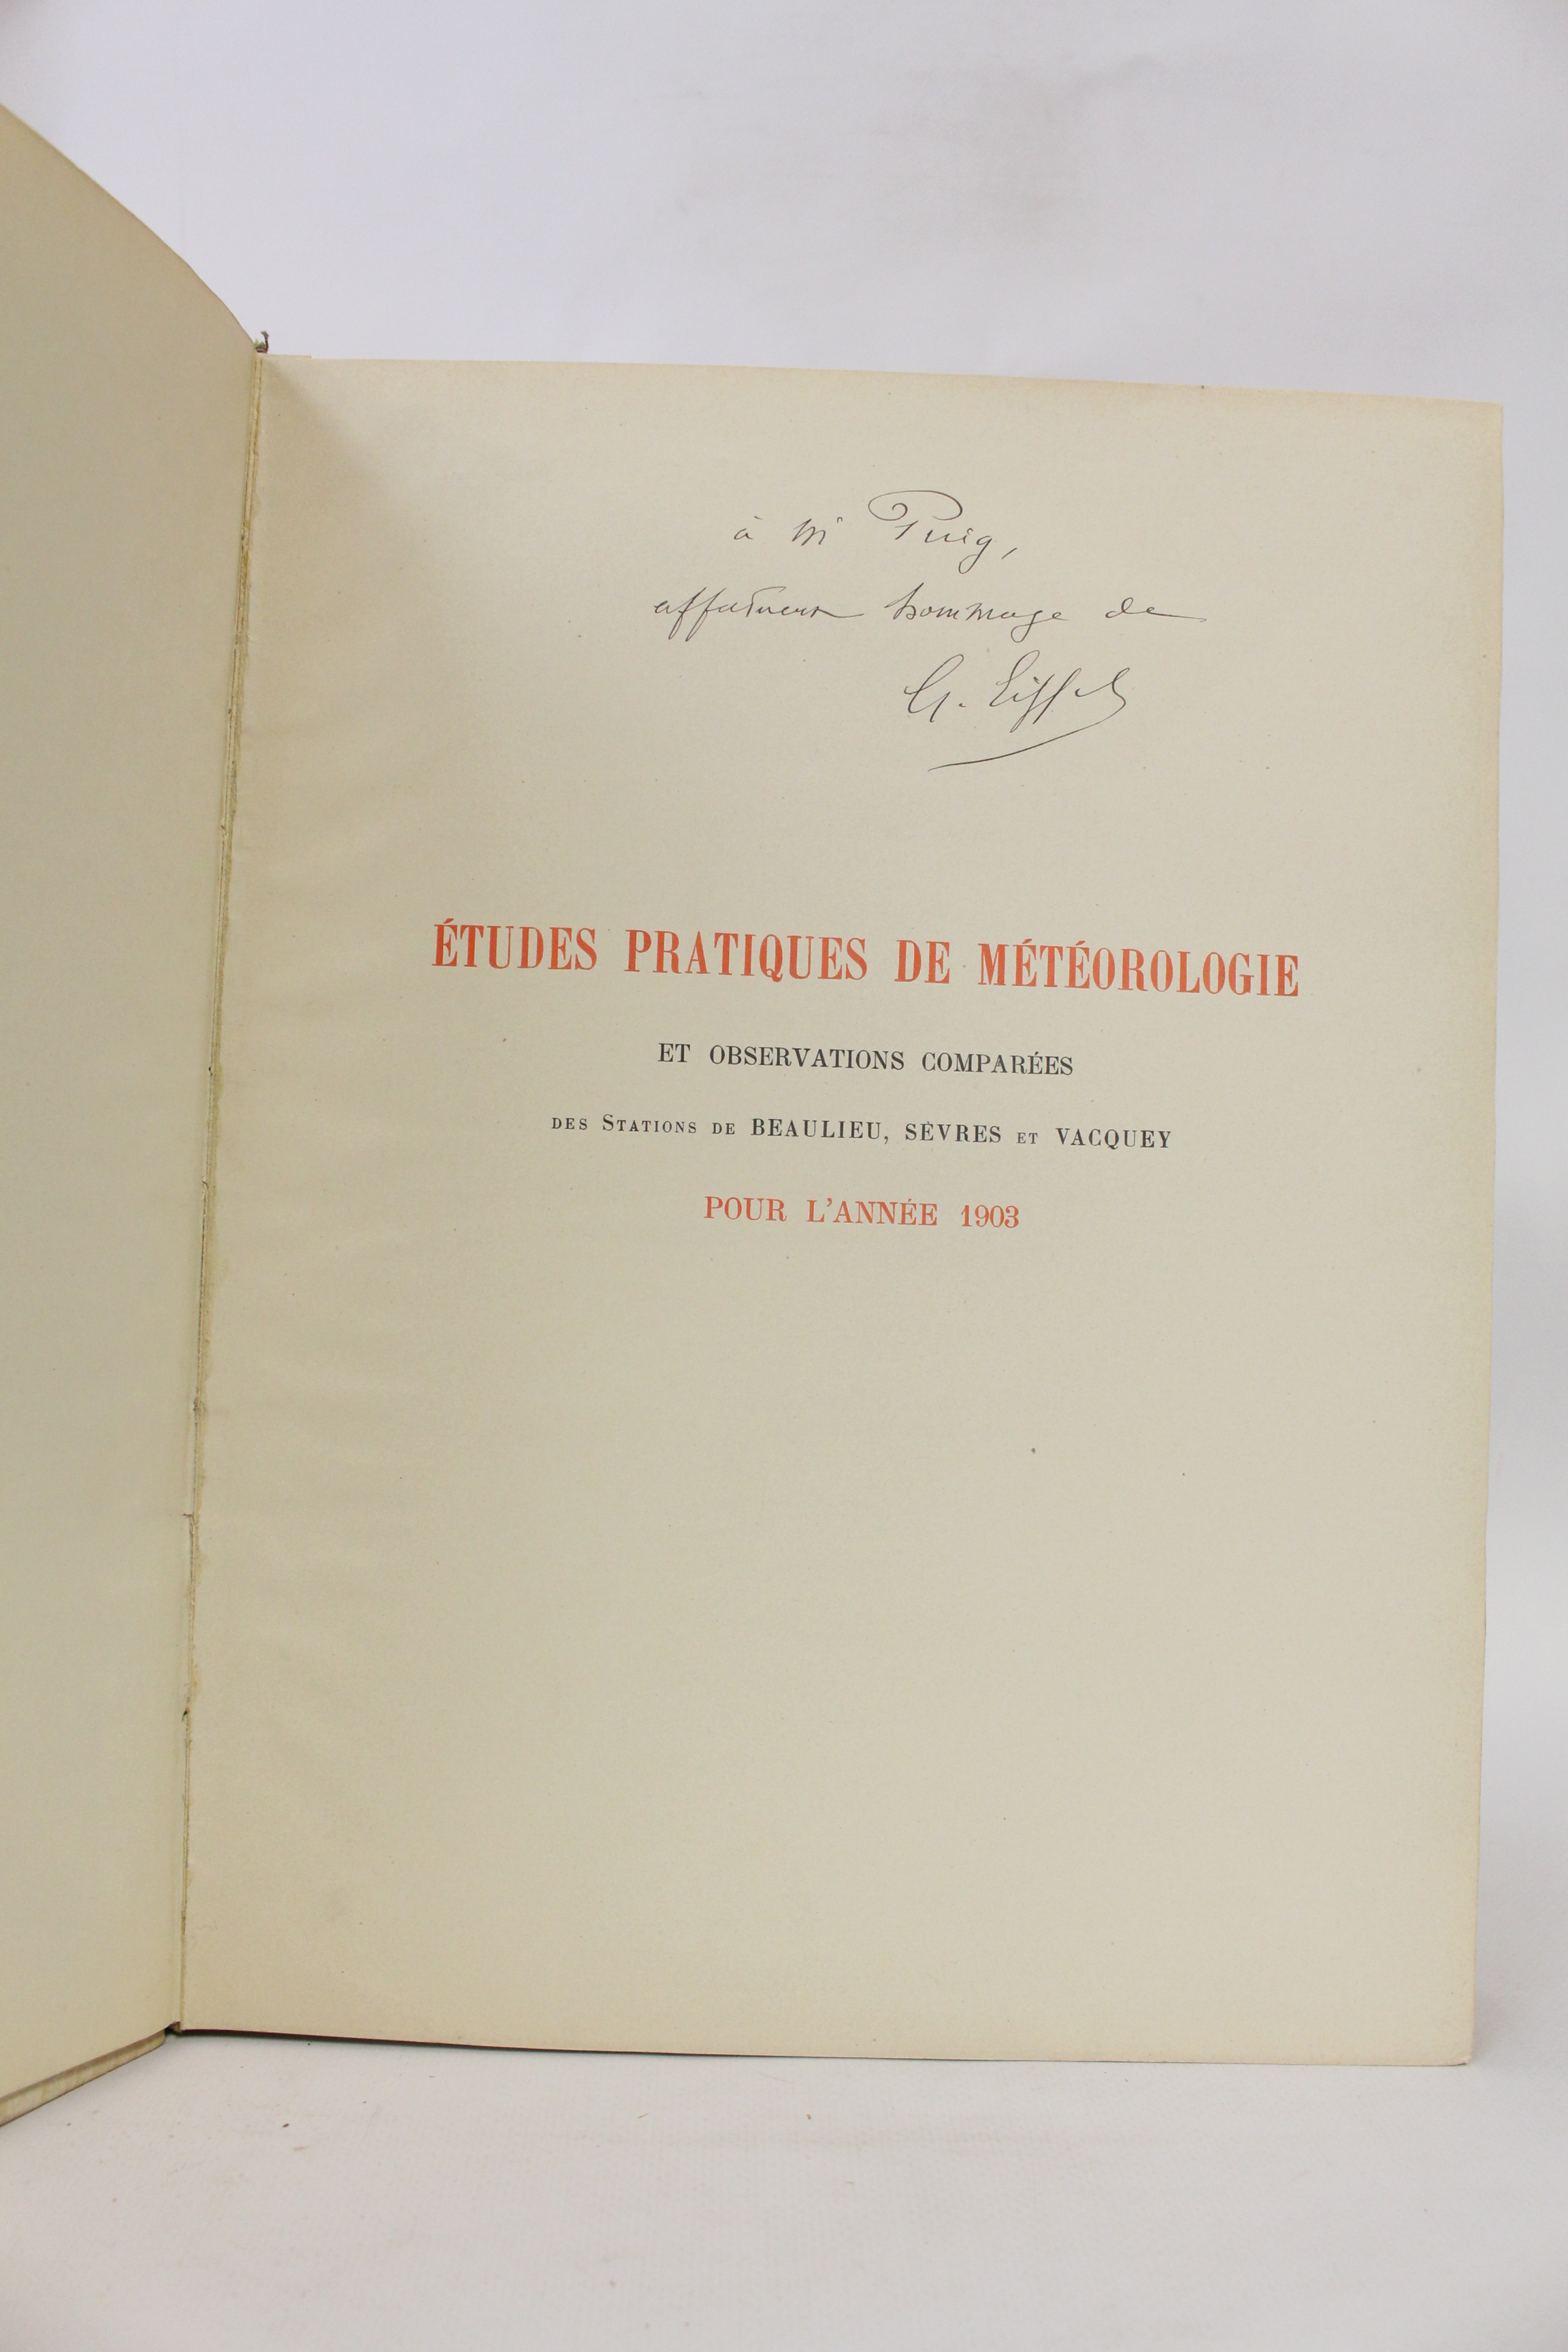 à Mr Puig,
affectueux hommage de
G. Eiffel
ÉTUDES PRATIQUES DE MÉTÉOROLOGIE
ET OBSERVATIONS COMPARÉES
DES STATIONS DE BEAULIEU, SÈVRES ET VACQUEY
POUR L'ANNÉE 1903